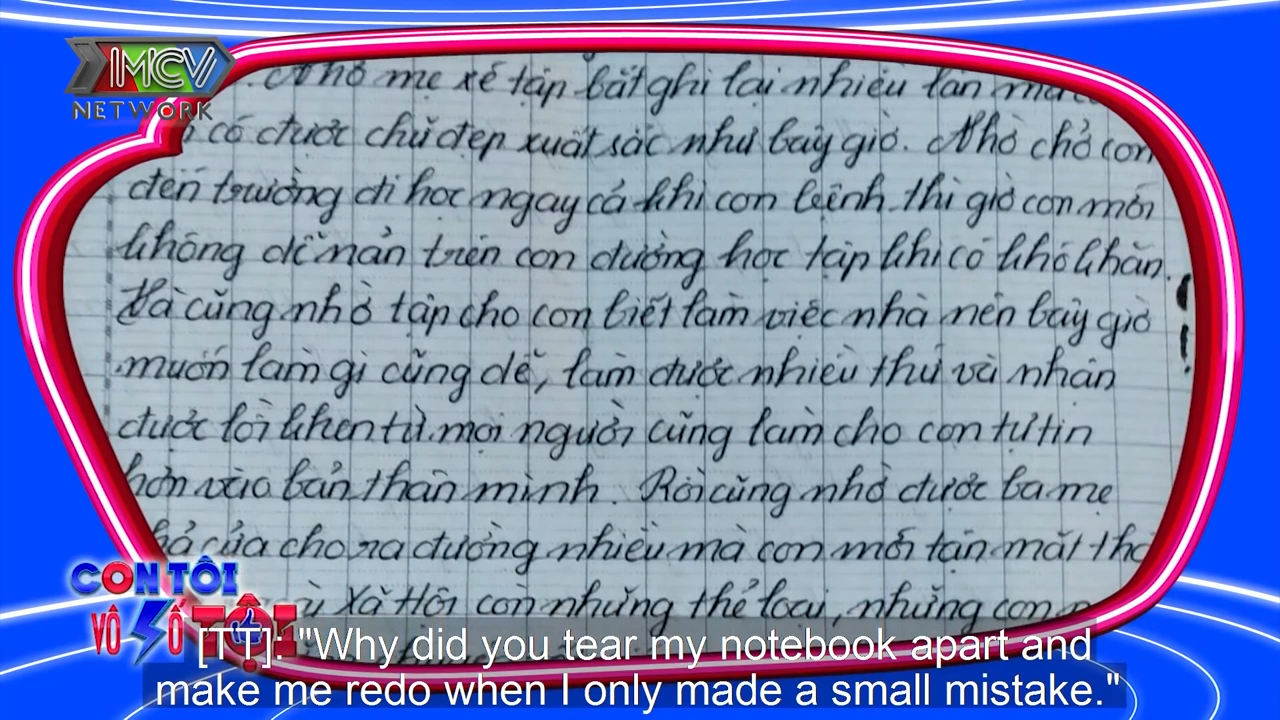 MCV
NETWORK
Nhờ mẹ xé tập bắt ghi lại nhiều lần mà
có được chữ đẹp xuất sắc như bây giờ. Nhờ chở con
đến trường đi học ngay cả khi con bệnh thì giờ con mới
không dễ nản trên con đường học tập khi có khó khăn.
Và cũng nhờ tập cho con biết làm việc nhà nên bây giờ
muốn làm gì cũng dễ, làm được nhiều thứ và nhận
được lời khen từ mọi người cũng làm cho con tự tin
hơn vào bản thân mình. Rồi cũng nhờ được ba mẹ
thả cửa cho ra đường nhiều mà con mới tận mắt
Xã Hội còn những thể loại, những con
CON TÔI
VÔ SỐ TỘI
[TT]: "Why did you tear my notebook apart and
make me redo when I only made a small mistake."